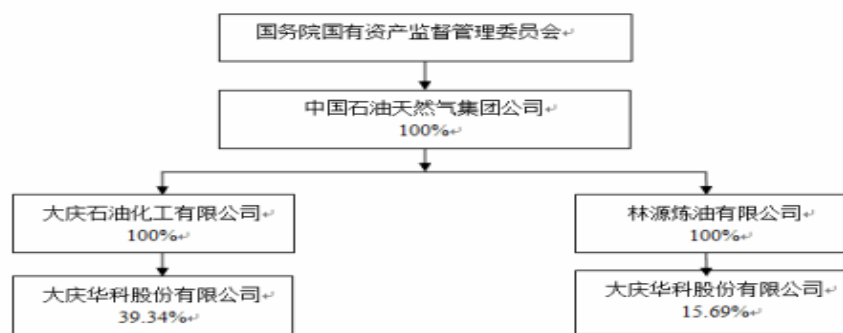 国务院国有资产监督管理委员会
中国石油天然气集团公司
100%
大庆石油化工有限公司
100%
林源炼油有限公司
100%
大庆华科股份有限公司
39.34%
大庆华科股份有限公司
15.69%